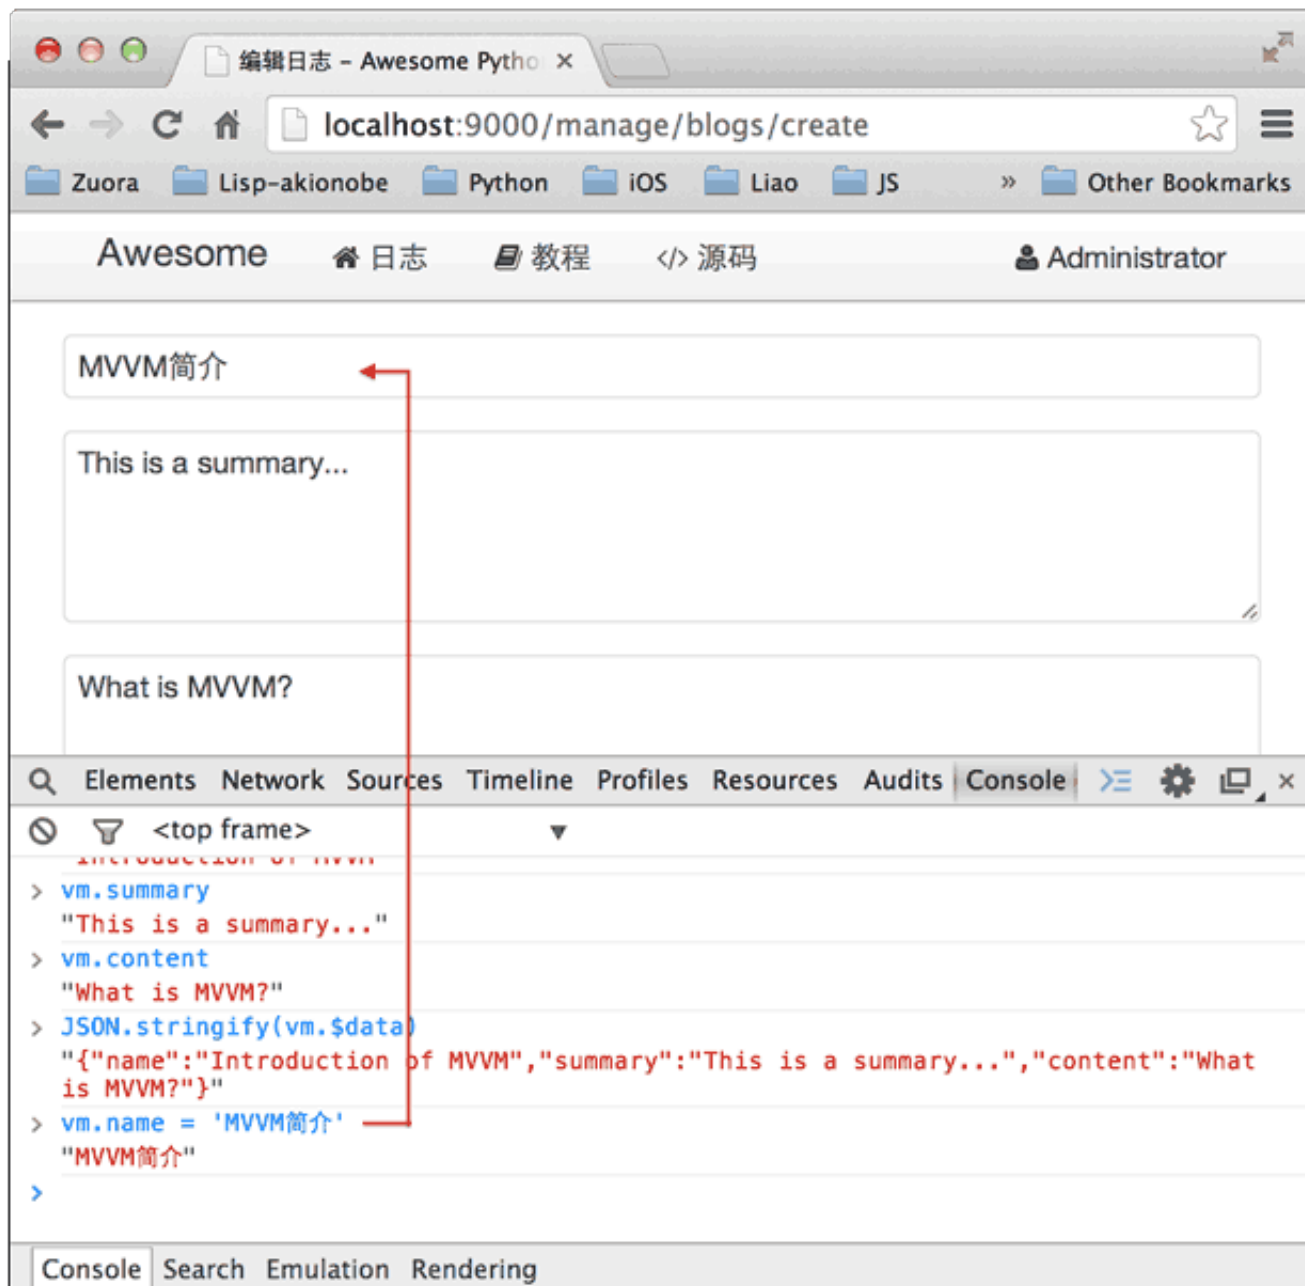 编辑日志 – Awesome Pytho
localhost:9000/manage/blogs/create
Zuora Lisp-akionobe Python iOS Liao JS » Other Bookmarks
Awesome 日志 教程 </> 源码 Administrator
MVVM简介
This is a summary...
What is MVVM?
Elements Network Sources Timeline Profiles Resources Audits Console
<top frame>
Introduction of MVVM
> vm.summary
"This is a summary..."
> vm.content
"What is MVVM?"
> JSON.stringify(vm.$data)
"{"name":"Introduction of MVVM","summary":"This is a summary...","content":"What
is MVVM?"}"
> vm.name = 'MVVM简介'
"MVVM简介"
>
Console Search Emulation Rendering